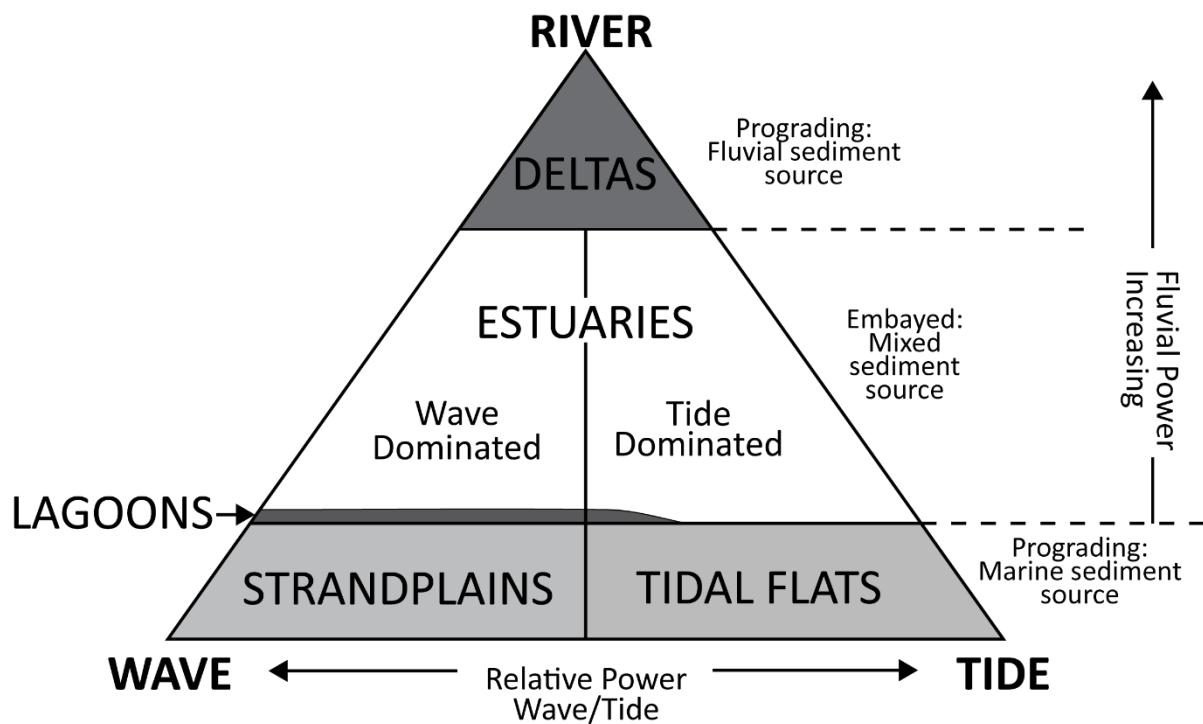 RIVER
Prograding:
Fluvial sediment
source
DELTAS
ESTUARIES
Embayed:
Mixed
sediment
source
Fluvial Power
Increasing
Wave
Dominated
Tide
Dominated
LAGOONS
STRANDPLAINS
TIDAL FLATS
Prograding:
Marine sediment
source
WAVE
Relative Power
Wave/Tide
TIDE